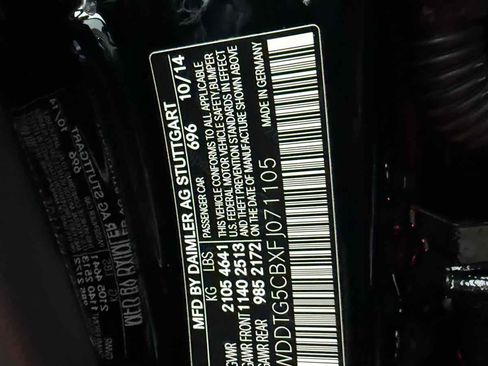 MFD BY DAIMLER AG STUTTGART
696 10/14
KG LBS
GVWR 2105 4641
GAWR FRONT 1140 2513
GAWR REAR 985 2172
PASSENGER CAR
THIS VEHICLE CONFORMS TO ALL APPLICABLE
U.S. FEDERAL MOTOR VEHICLE SAFETY, BUMPER
AND THEFT PREVENTION STANDARDS IN EFFECT
ON THE DATE OF MANUFACTURE SHOWN ABOVE
MADE IN GERMANY
WDDTG5CBXFJ071105